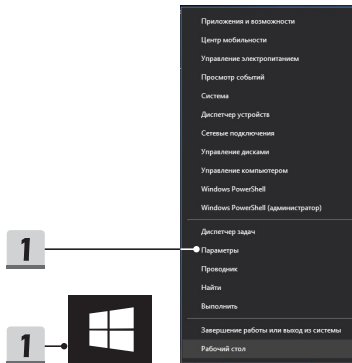 Приложения и возможности
Центр мобильности
Управление электропитанием
Просмотр событий
Система
Диспетчер устройств
Сетевые подключения
Управление дисками
Управление компьютером
Windows PowerShell
Windows PowerShell (администратор)
Диспетчер задач
1
Параметры
Проводник
Найти
Выполнить
Завершение работы или выход из системы
1
Рабочий стол